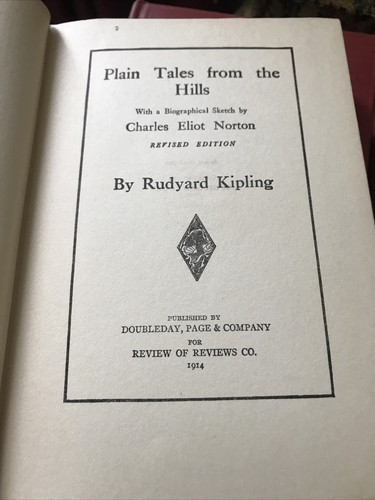 Plain Tales from the
Hills
With a Biographical Sketch by
Charles Eliot Norton
REVISED EDITION
By Rudyard Kipling
PUBLISHED BY
DOUBLEDAY, PAGE & COMPANY
FOR
REVIEW OF REVIEWS CO.
1914